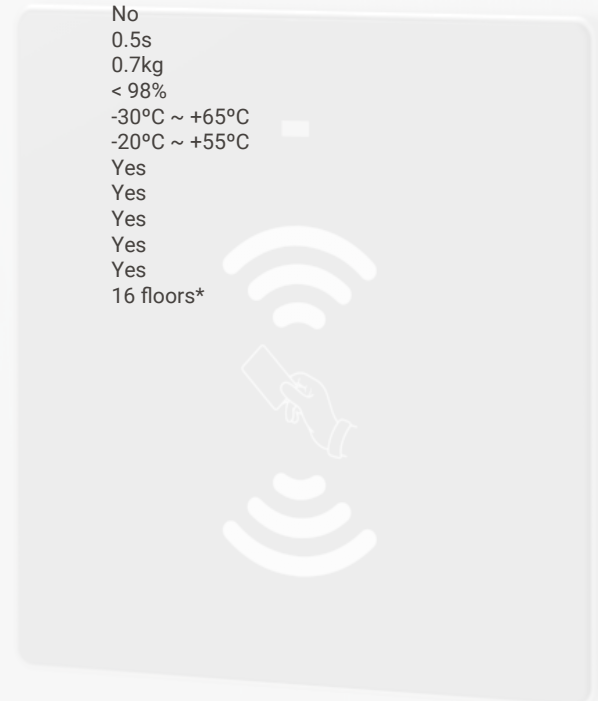 No
0.5s
0.7kg
< 98%
-30ºC ~ +65ºC
-20ºC ~ +55ºC
Yes
Yes
Yes
Yes
Yes
16 floors*